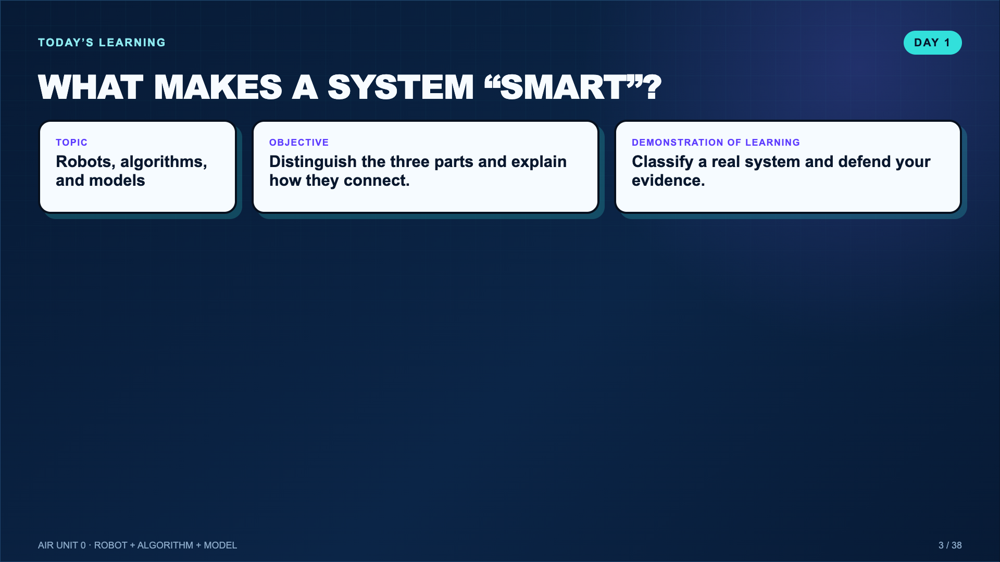 TODAY’S LEARNING
DAY 1
WHAT MAKES A SYSTEM “SMART”?
TOPIC
Robots, algorithms,
and models
OBJECTIVE
Distinguish the three parts and explain
how they connect.
DEMONSTRATION OF LEARNING
Classify a real system and defend your
evidence.
AIR UNIT 0 · ROBOT + ALGORITHM + MODEL
3 / 38